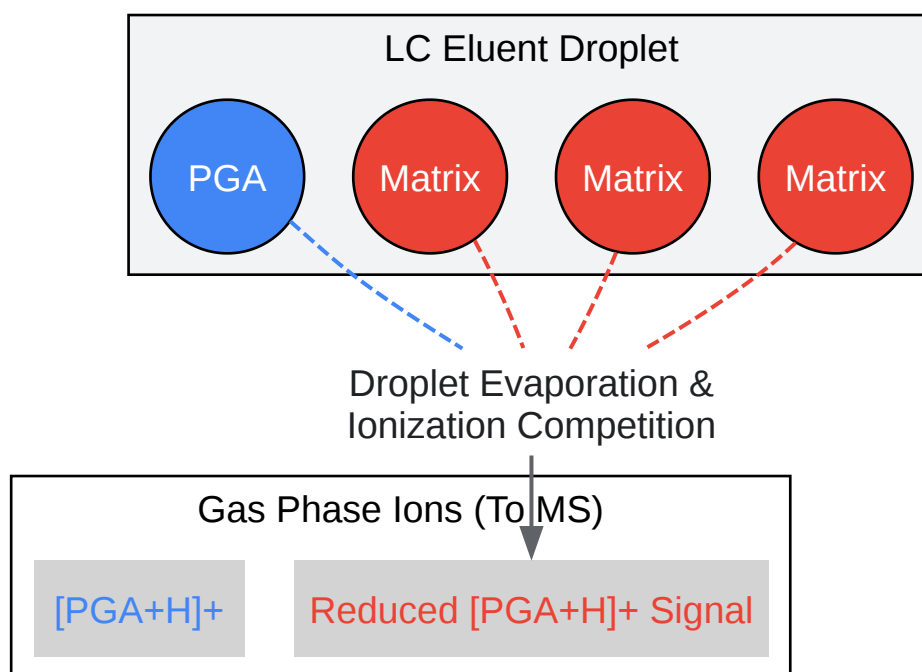 LC Eluent Droplet
PGA
Matrix
Matrix
Matrix
Droplet Evaporation &
Ionization Competition
Gas Phase Ions (To MS)
[PGA+H]+
Reduced [PGA+H]+ Signal